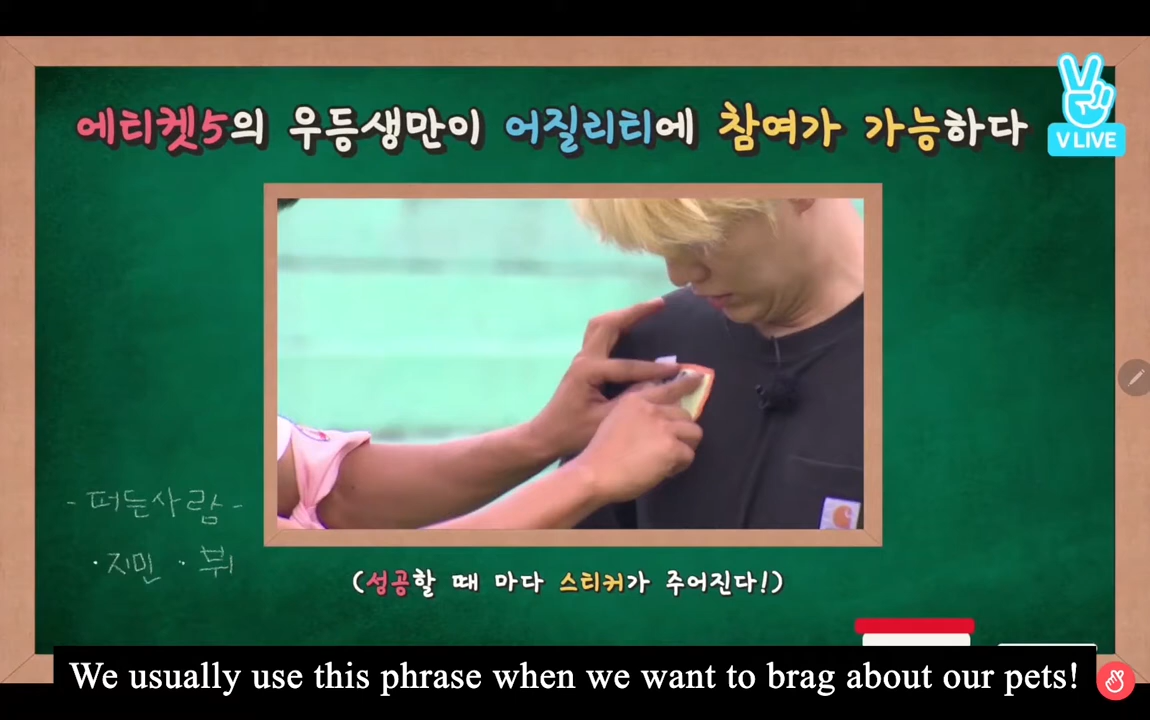 에티켓5의 우등생만이 어질리티에 참여가 가능하다
V LIVE
- 떠든사람 -
· 지민 · 뷔
(성공할 때 마다 스티커가 주어진다!)
We usually use this phrase when we want to brag about our pets!